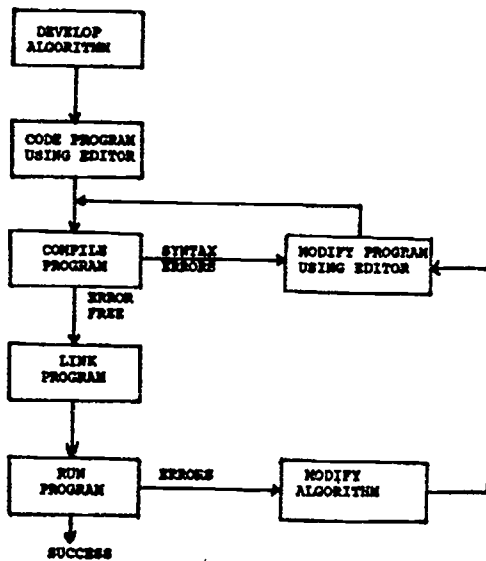 DEVELOP
ALGORITHM
CODE PROGRAM
USING EDITOR
COMPILE
PROGRAM
SYNTAX
ERRORS
MODIFY PROGRAM
USING EDITOR
ERROR
FREE
LINK
PROGRAM
RUN
PROGRAM
ERRORS
MODIFY
ALGORITHM
SUCCESS